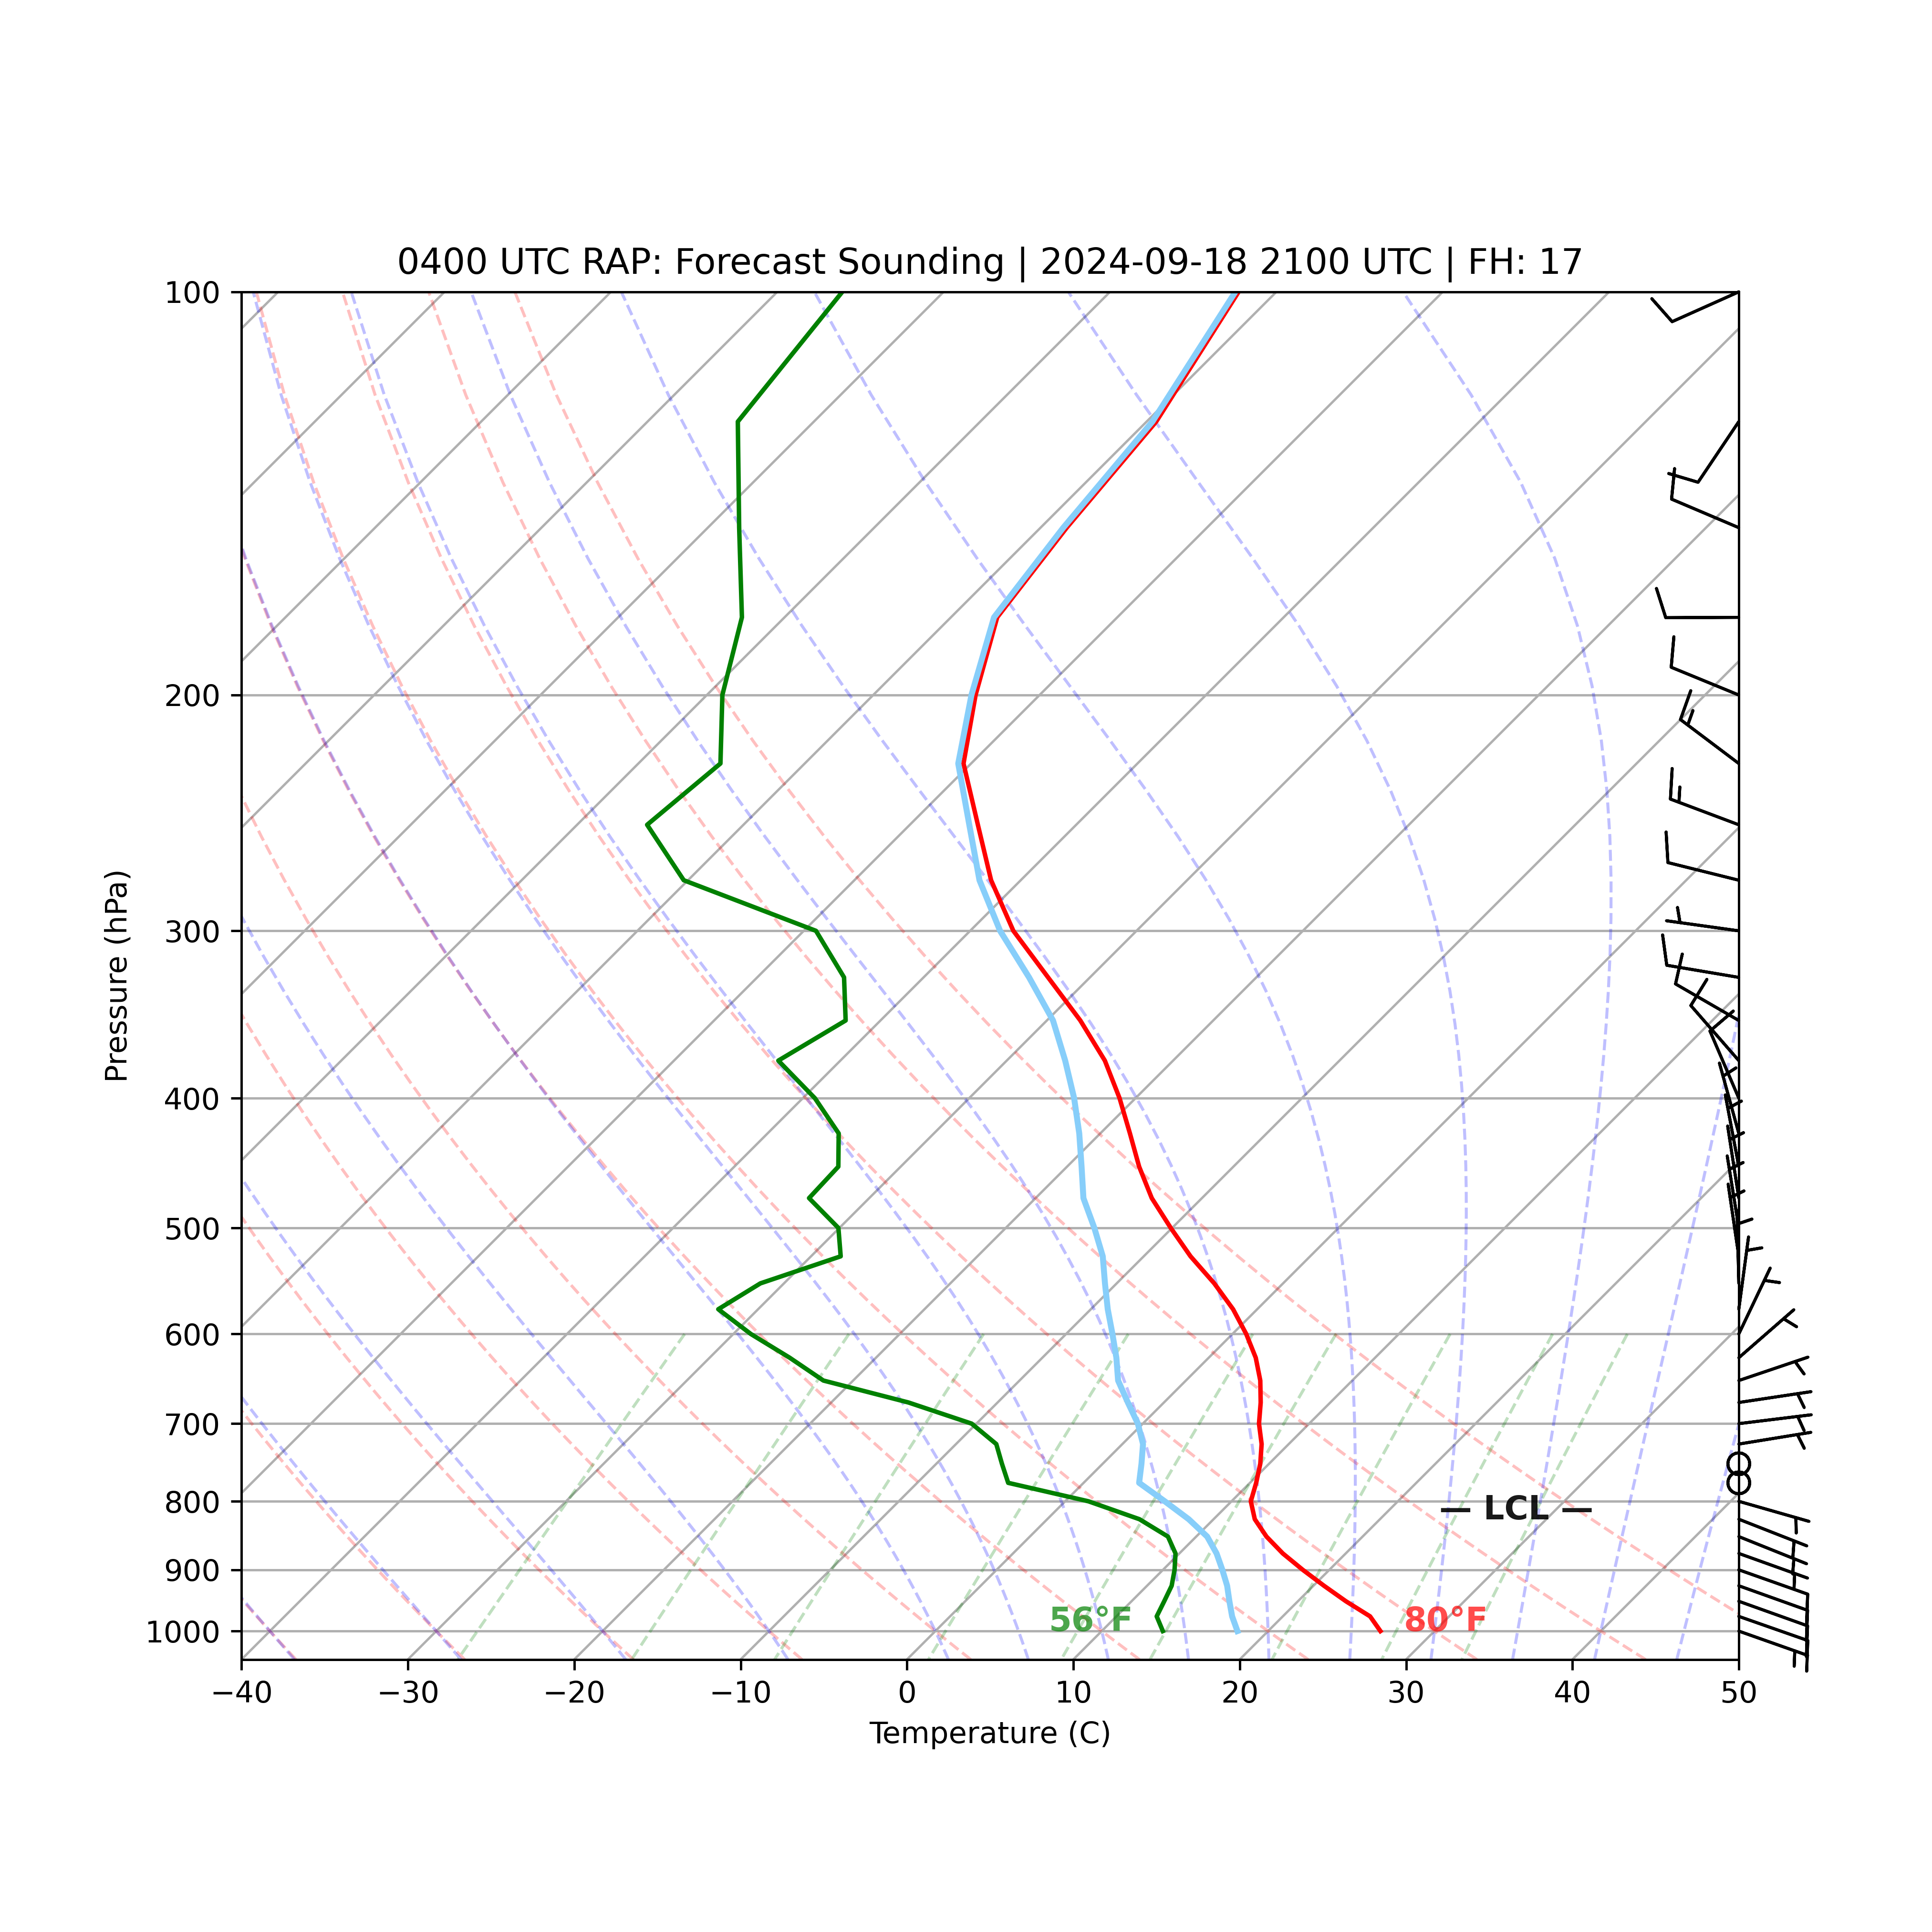 0400 UTC RAP: Forecast Sounding | 2024-09-18 2100 UTC | FH: 17
100
200
300
400
500
600
700
800
900
1000
Pressure (hPa)
— LCL —
56°F
80°F
−40 −30 −20 −10 0 10 20 30 40 50
Temperature (C)